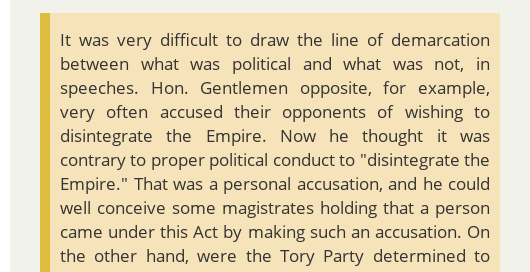 It was very difficult to draw the line of demarcation
between what was political and what was not, in
speeches. Hon. Gentlemen opposite, for example,
very often accused their opponents of wishing to
disintegrate the Empire. Now he thought it was
contrary to proper political conduct to "disintegrate the
Empire." That was a personal accusation, and he could
well conceive some magistrates holding that a person
came under this Act by making such an accusation. On
the other hand, were the Tory Party determined to